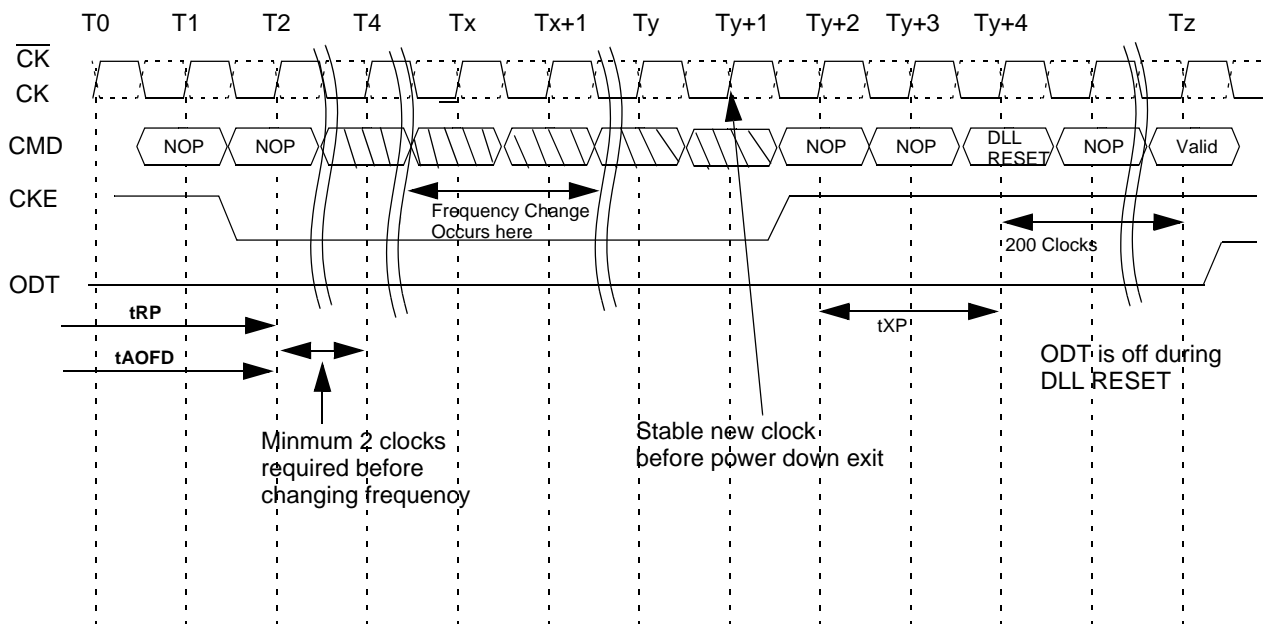 T0 T1 T2 T4 Tx Tx+1 Ty Ty+1 Ty+2 Ty+3 Ty+4 Tz
CK
CK
CMD NOP NOP NOP NOP DLL RESET NOP Valid
CKE
Frequency Change
Occurs here
200 Clocks
ODT
tRP
tXP
tAOFD
ODT is off during
DLL RESET
Minmum 2 clocks
required before
changing frequency
Stable new clock
before power down exit